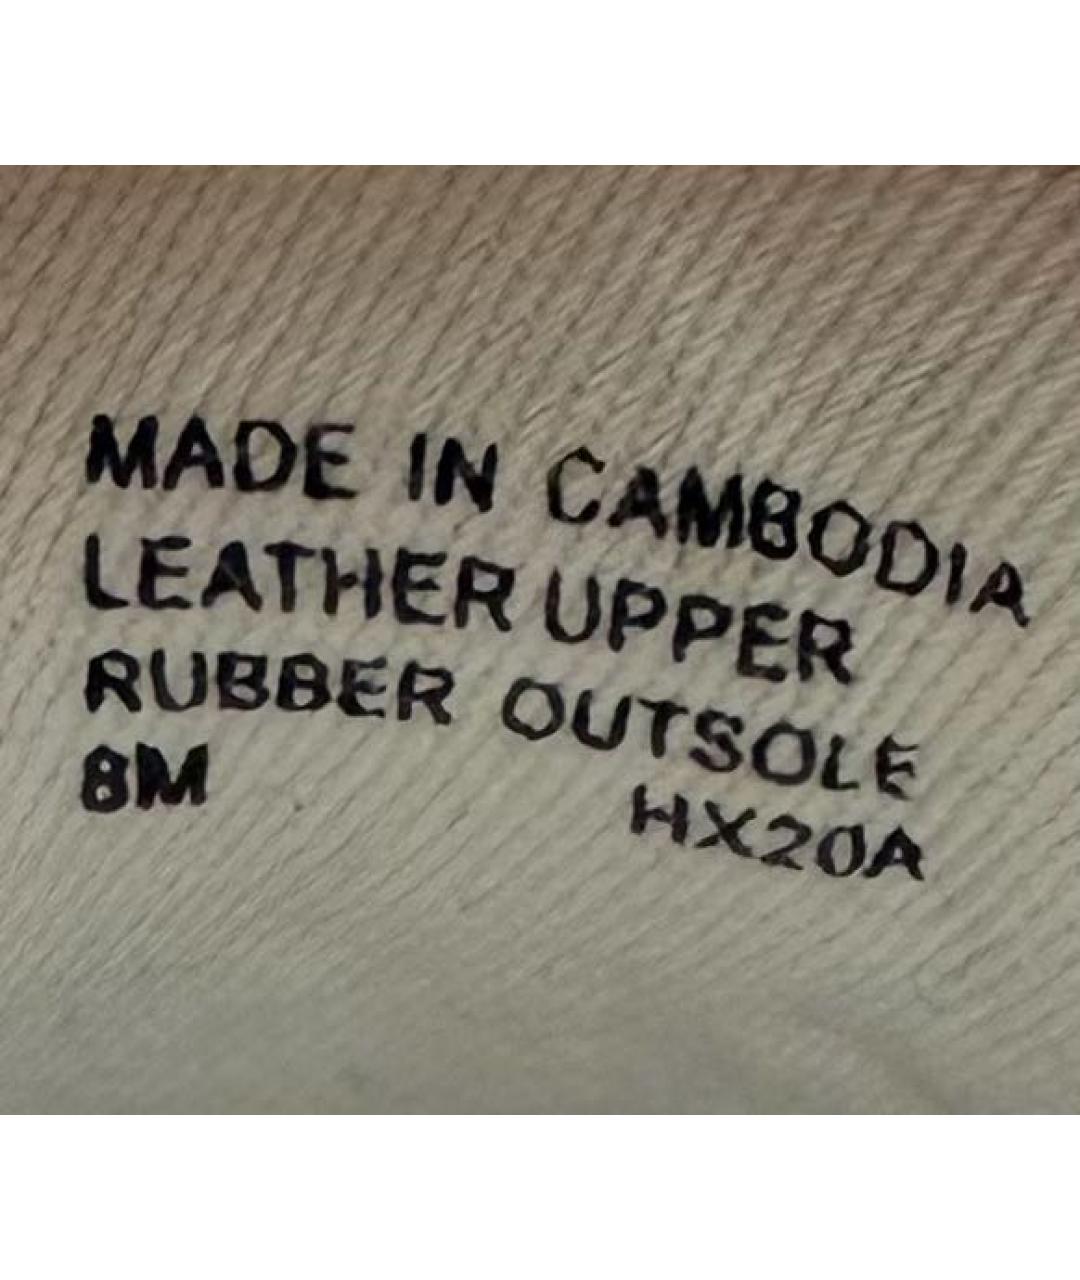 MADE IN CAMBODIA
LEATHER UPPER
RUBBER OUTSOLE
8M HX20A